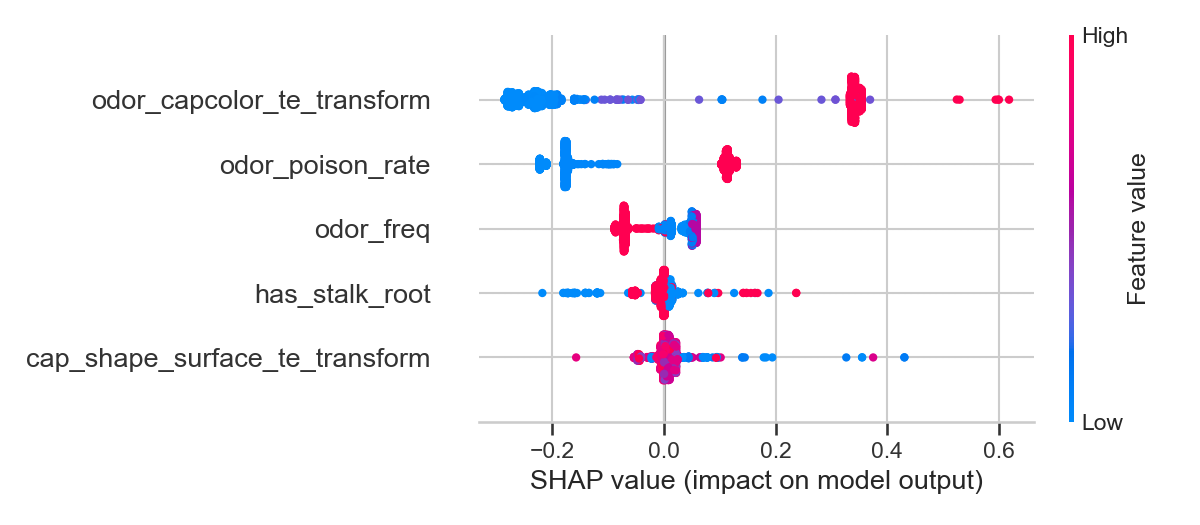 High
odor_capcolor_te_transform
odor_poison_rate
odor_freq
has_stalk_root
cap_shape_surface_te_transform
Feature value
Low
−0.2 0.0 0.2 0.4 0.6
SHAP value (impact on model output)